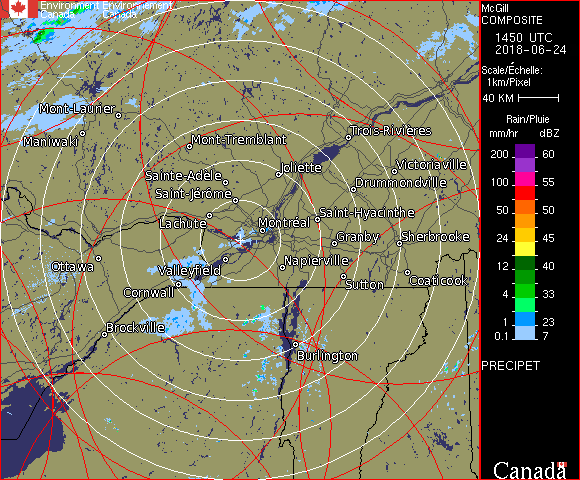 Environment Environnement
Canada Canada
McGill
COMPOSITE
1450 UTC
2018-06-24
Scale/Échelle:
1km/Pixel
40 KM
Rain/Pluie
mm/hr dBZ
200 60
100 55
50 50
24 45
12 40
4 33
1 23
0.1 7
PRECIPET
Canada
Mont-Laurier
Maniwaki
Mont-Tremblant
Trois-Rivières
Joliette
Victoriaville
Sainte-Adèle
Drummondville
Saint-Jérôme
Lachute
Saint-Hyacinthe
Montréal
Granby
Sherbrooke
Ottawa
Valleyfield
Napierville
Cornwall
Sutton
Coaticook
Brockville
Burlington